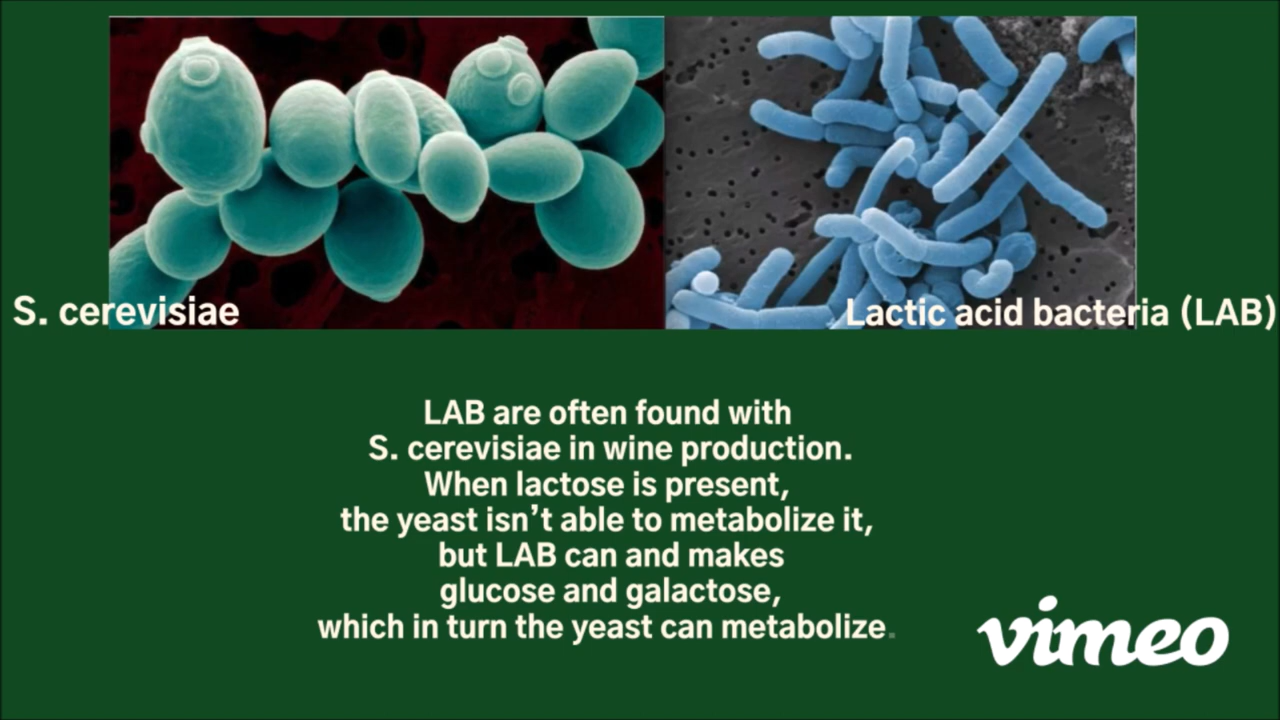 S. cerevisiae
Lactic acid bacteria (LAB)
LAB are often found with
S. cerevisiae in wine production.
When lactose is present,
the yeast isn’t able to metabolize it,
but LAB can and makes
glucose and galactose,
which in turn the yeast can metabolize.
vimeo